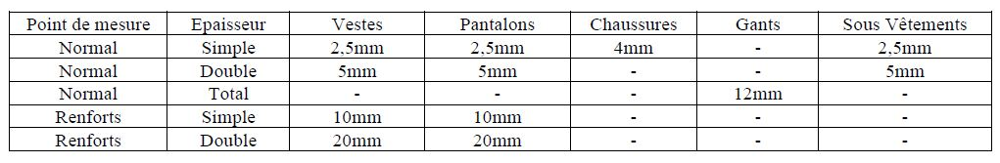 Point de mesure Epaisseur Vestes Pantalons Chaussures Gants Sous Vêtements
Normal Simple 2,5mm 2,5mm 4mm - 2,5mm
Normal Double 5mm 5mm - - 5mm
Normal Total - - - 12mm -
Renforts Simple 10mm 10mm - - -
Renforts Double 20mm 20mm - - -